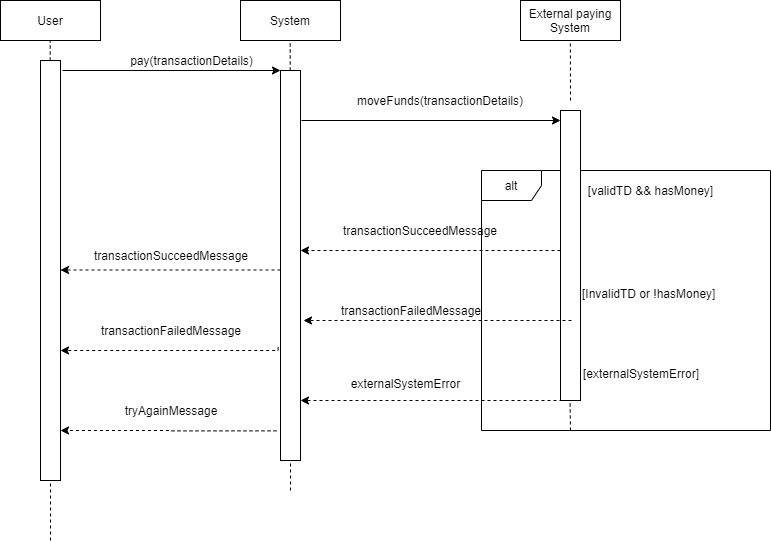 User
System
External paying
System
pay(transactionDetails)
moveFunds(transactionDetails)
alt
[validTD && hasMoney]
transactionSucceedMessage
transactionSucceedMessage
[InvalidTD or !hasMoney]
transactionFailedMessage
transactionFailedMessage
[externalSystemError]
externalSystemError
tryAgainMessage